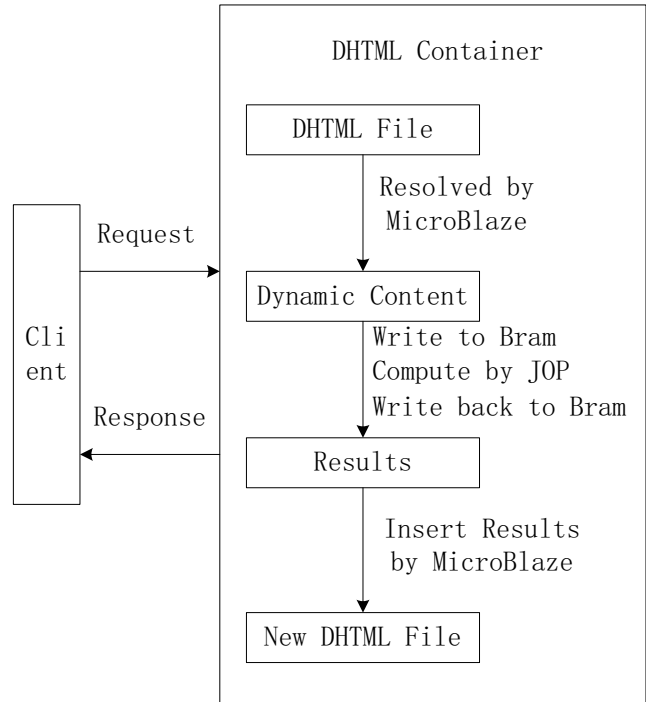 DHTML Container
DHTML File
Resolved by
MicroBlaze
Request
Dynamic Content
Cli
ent
Write to Bram
Compute by JOP
Write back to Bram
Response
Results
Insert Results
by MicroBlaze
New DHTML File